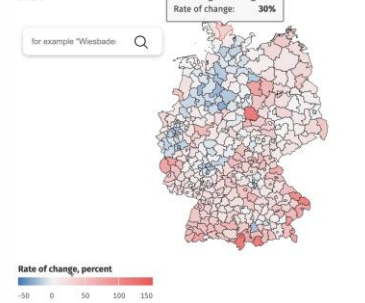 Rate of change: 30%
for example "Wiesbade
Rate of change, percent
-50 0 50 100 150